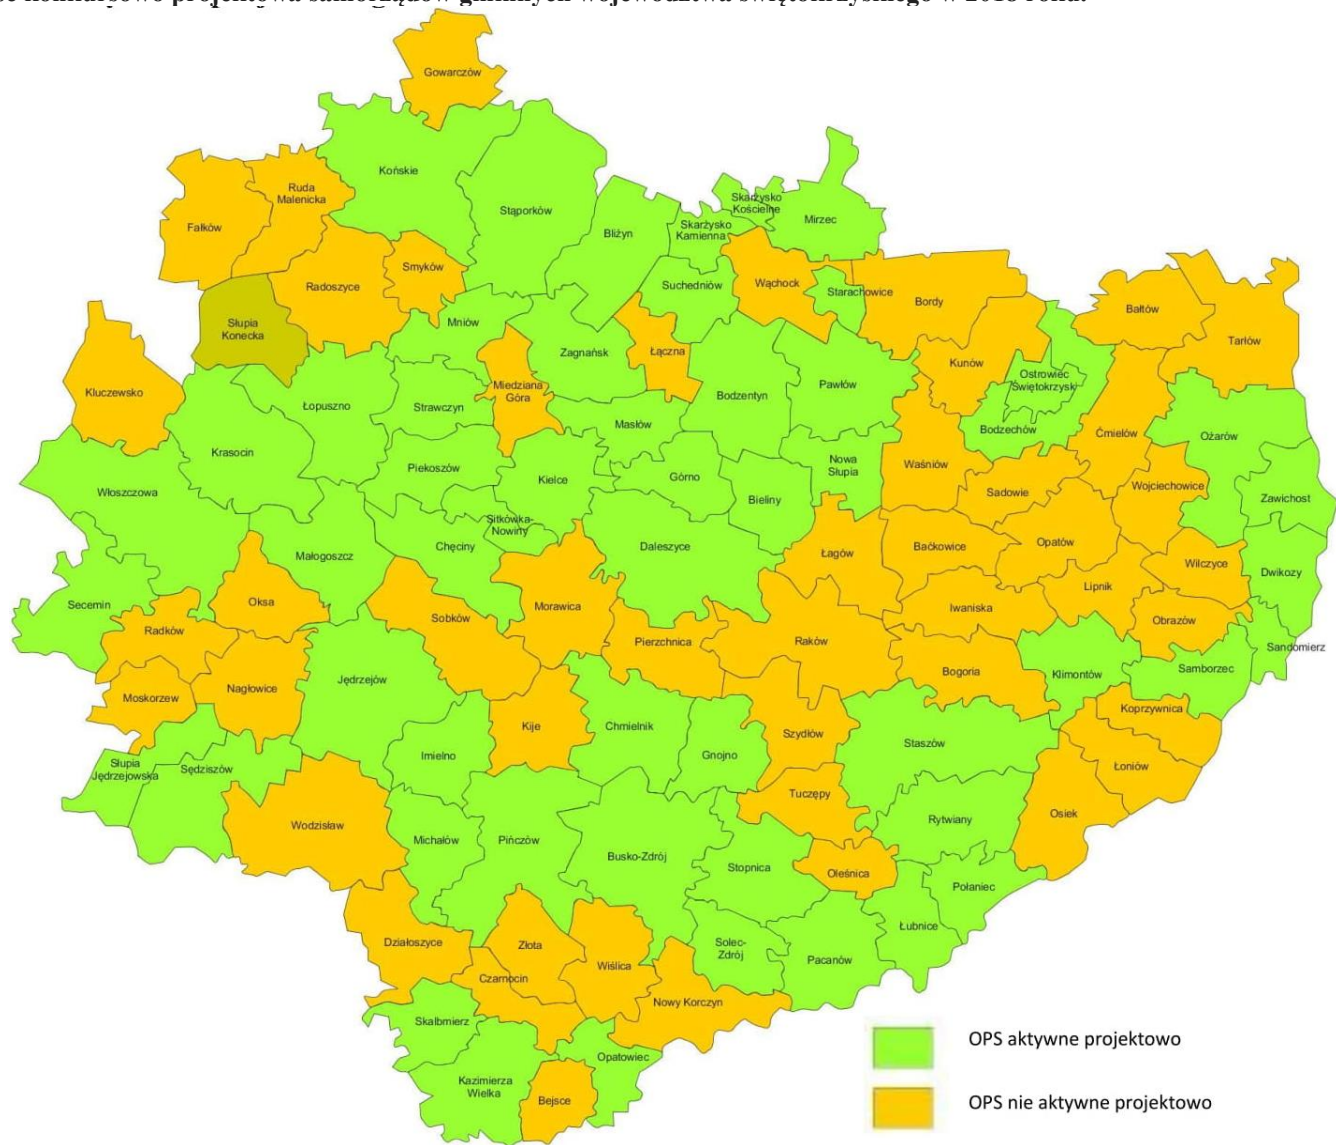 Gowarczów
Końskie
Ruda
Malenicka
Stąporków
Skarżysko
Kościelne
Mirzec
Fałków
Bliżyn
Skarżysko
Kamienna
Smyków
Radoszyce
Suchedniów
Wąchock
Starachowice
Bordy
Bałtów
Tarłów
Słupia
Konecka
Mniów
Zagnańsk
Łączna
Kunów
Ostrowiec
Świętokrzysk
Kluczewsko
Miedziana
Góra
Pawłów
Bodzentyn
Łopuszno
Strawczyn
Masłów
Bodzechów
Ćmielów
Ożarów
Krasocin
Piekoszów
Kielce
Górno
Nowa
Słupia
Waśniów
Wojciechowice
Włoszczowa
Bieliny
Sadowie
Zawichost
Sitkówka-
Nowiny
Chęciny
Daleszyce
Małogoszcz
Łagów
Baćkowice
Opatów
Wilczyce
Dwikozy
Lipnik
Secemin
Oksa
Sobków
Morawica
Iwaniska
Obrazów
Radków
Pierzchnica
Raków
Sandomierz
Bogoria
Klimontów
Samborzec
Moskorzew
Nagłowice
Jędrzejów
Koprzywnica
Kije
Chmielnik
Szydłów
Staszów
Imielno
Gnojno
Łoniów
Słupia
Jędrzejowska
Sędziszów
Tuczępy
Osiek
Wodzisław
Rytwiany
Michałów
Pińczów
Busko-Zdrój
Stopnica
Oleśnica
Połaniec
Łubnice
Działoszyce
Złota
Solec-
Zdrój
Pacanów
Wiślica
Czarnocin
Nowy Korczyn
Skalbmierz
Opatowiec
Kazimierza
Wielka
Bejsce
OPS aktywne projektowo
OPS nie aktywne projektowo